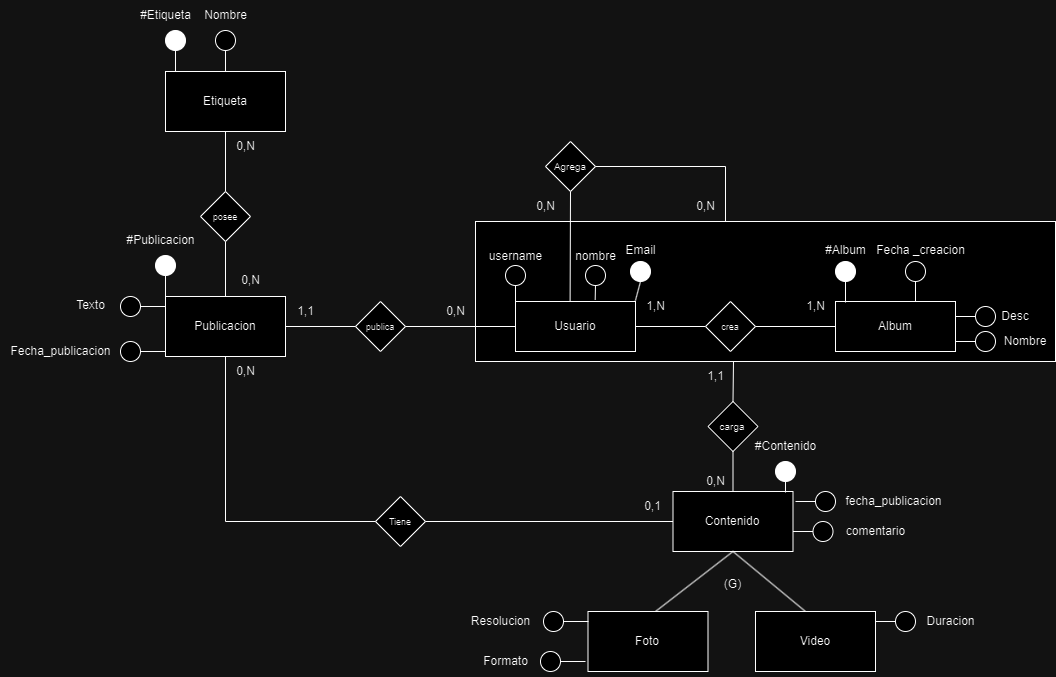 #Etiqueta
Nombre
Etiqueta
0,N
posee
0,N
#Publicacion
Texto
Publicacion
Fecha_publicacion
1,1
publica
0,N
0,N
Agrega
0,N
0,N
username
nombre
Email
Usuario
1,N
crea
1,N
#Album
Fecha _creacion
Album
Desc
Nombre
1,1
carga
0,N
#Contenido
fecha_publicacion
comentario
Contenido
0,1
Tiene
(G)
Resolucion
Formato
Foto
Video
Duracion